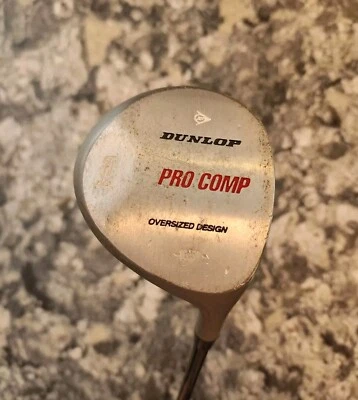 DUNLOP
PRO COMP
OVERSIZED DESIGN